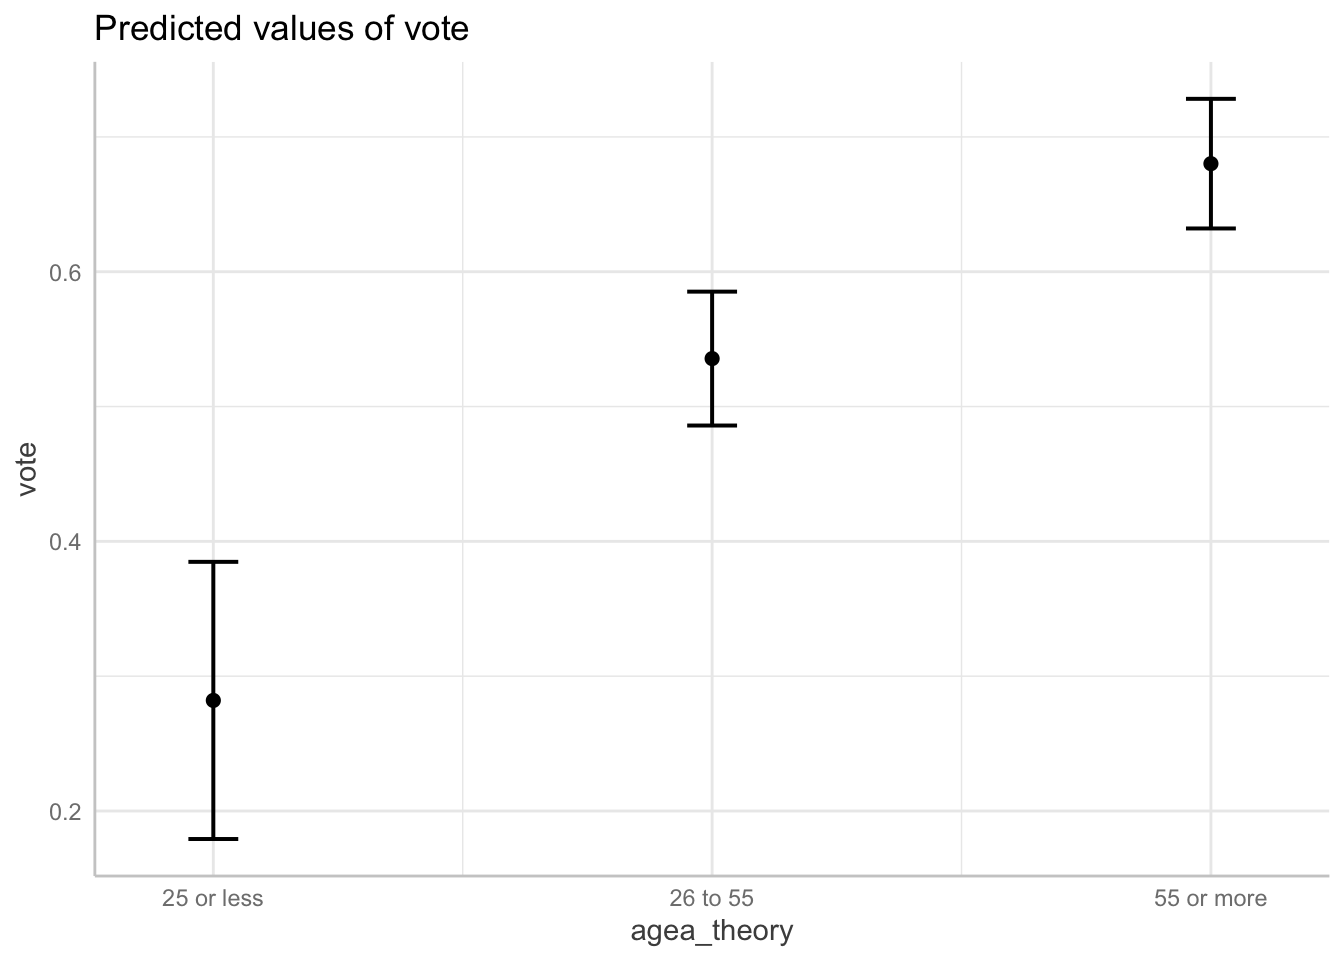 Predicted values of vote
vote
0.6
0.4
0.2
25 or less
26 to 55
55 or more
agea_theory